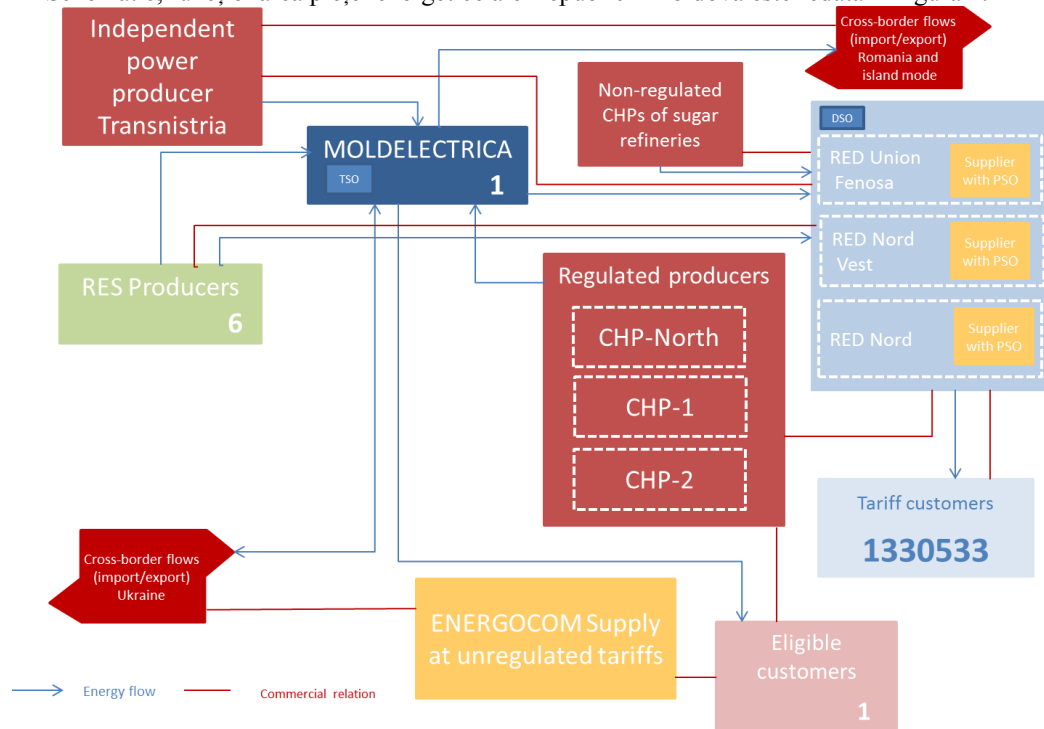 Independent
power
producer
Transnistria
Cross-border flows
(import/export)
Romania and
island mode
Non-regulated
CHPs of sugar
refineries
MOLDELECTRICA
TSO
1
DSO
RED Union
Fenosa
Supplier
with PSO
RED Nord
Vest
Supplier
with PSO
RED Nord
Supplier
with PSO
RES Producers
6
Regulated producers
CHP-North
CHP-1
CHP-2
Tariff customers
1330533
Cross-border flows
(import/export)
Ukraine
ENERGOCOM Supply
at unregulated tariffs
Eligible
customers
1
Energy flow
Commercial relation